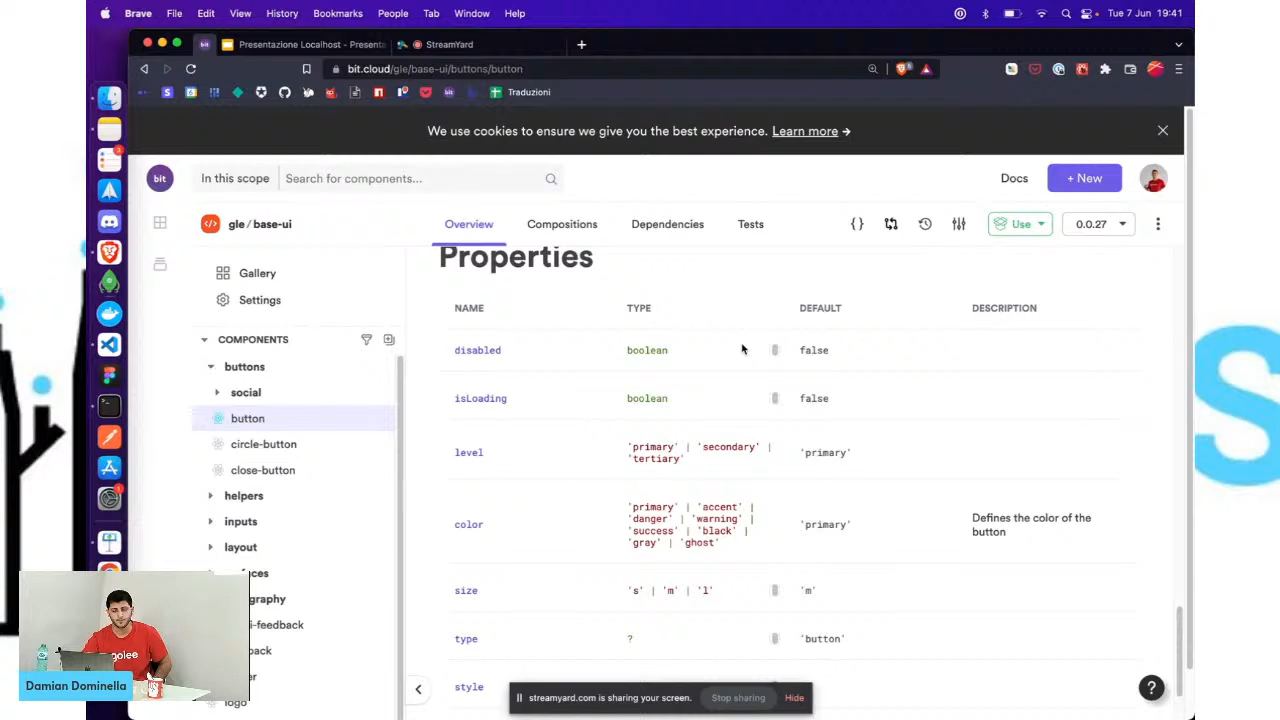 Brave File Edit View History Bookmarks People Tab Window Help Tue 7 Jun 19:41
bit Presentazione Localhost - Presenta StreamYard
bit.cloud/gle/base-ui/buttons/button
Traduzioni
We use cookies to ensure we give you the best experience. Learn more →
bit In this scope Search for components... Docs + New
gle / base-ui Overview Compositions Dependencies Tests Use 0.0.27
Gallery
Settings
COMPONENTS
buttons
social
button
circle-button
close-button
helpers
inputs
layout
Properties
NAME TYPE DEFAULT DESCRIPTION
disabled boolean false
isLoading boolean false
level 'primary' | 'secondary' | 'primary'
'tertiary'
color 'primary' | 'accent' | 'primary' Defines the color of the
'danger' | 'warning' | button
'success' | 'black' |
'gray' | 'ghost'
size 's' | 'm' | 'l' 'm'
type ? 'button'
style
streamyard.com is sharing your screen. Stop sharing Hide
golee
Damian Dominella
logo